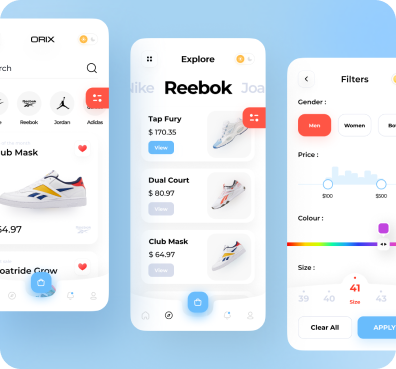 ORIX
rch
Reebok
Jordan
Adidas
ub Mask
64.97
oatride Grow
Explore
Nike Reebok Joa
Tap Fury
$ 170.35
View
Dual Court
$ 80.97
View
Club Mask
$ 64.97
View
Filters
Gender :
Men
Women
Bo
Price :
$100
$500
Colour :
Size :
39
40
41
43
Size
Clear All
APPLY